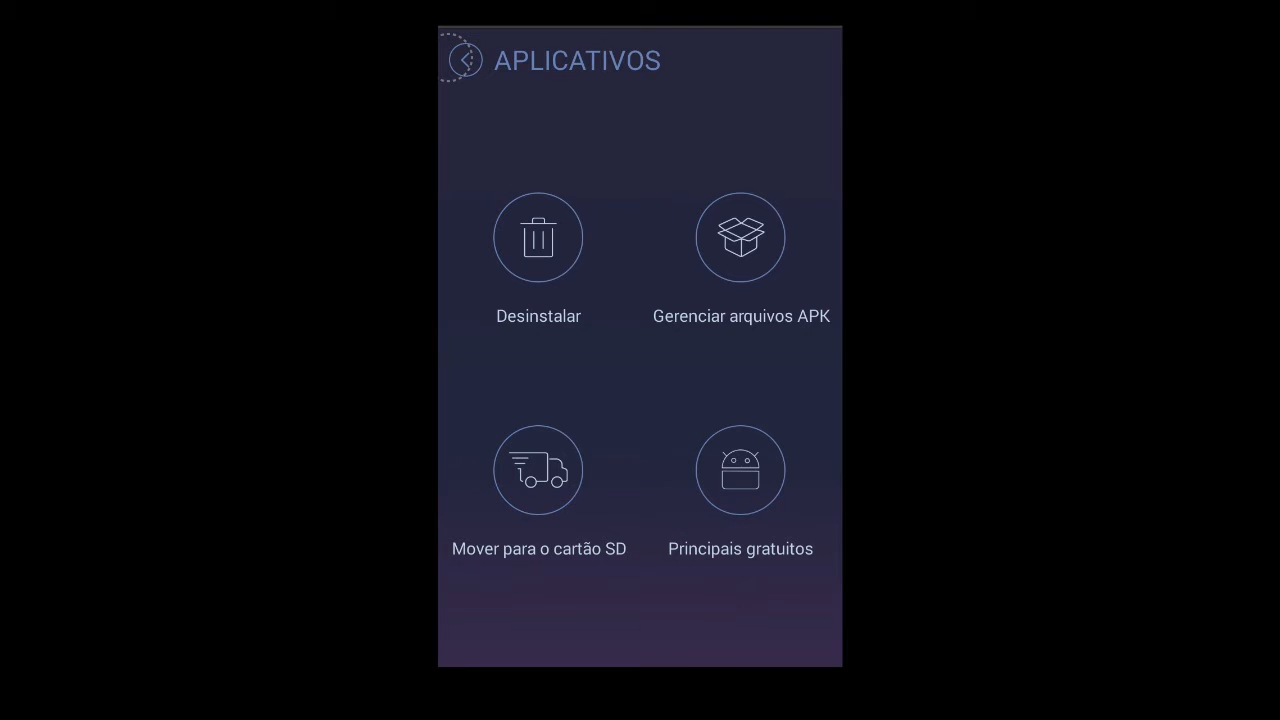 APLICATIVOS
Desinstalar
Gerenciar arquivos APK
Mover para o cartão SD
Principais gratuitos